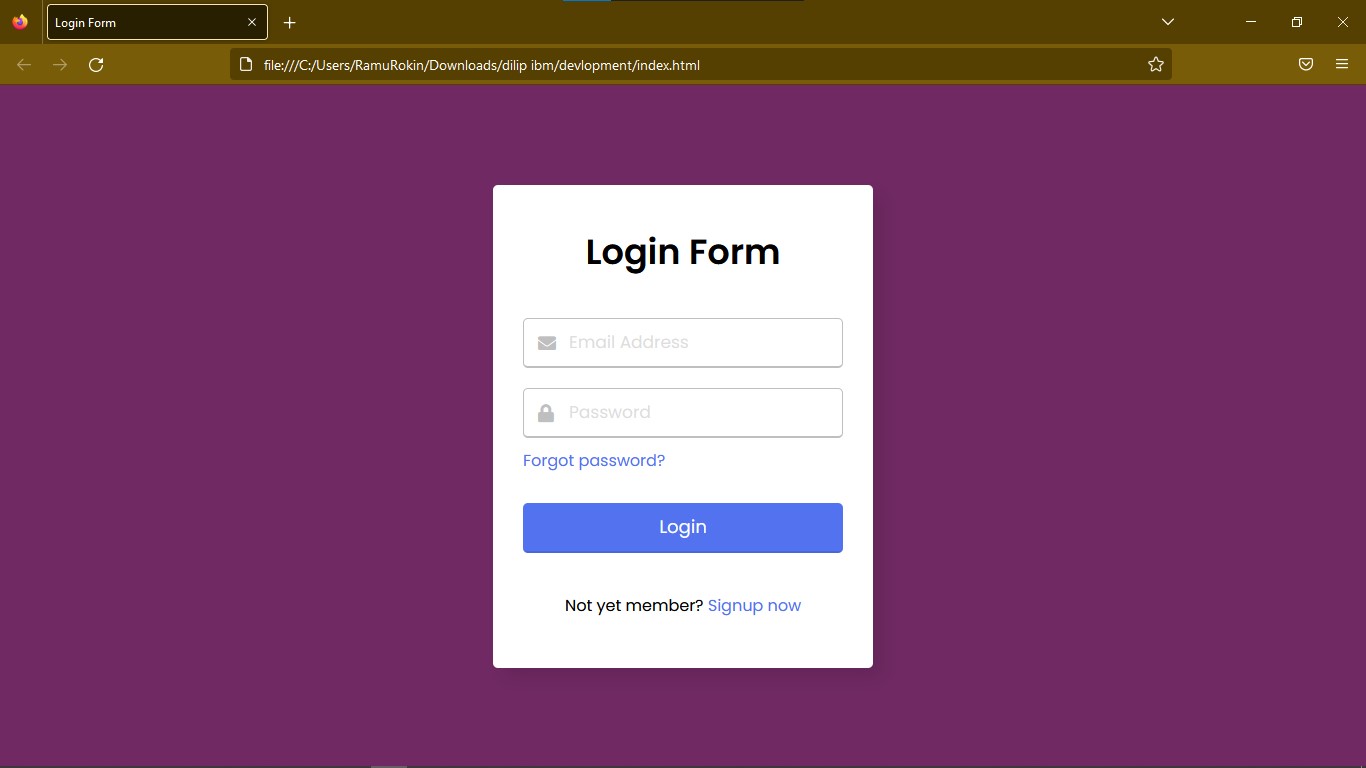 Login Form
file:///C:/Users/RamuRokin/Downloads/dilip ibm/devlopment/index.html
Login Form
Email Address
Password
Forgot password?
Login
Not yet member? Signup now